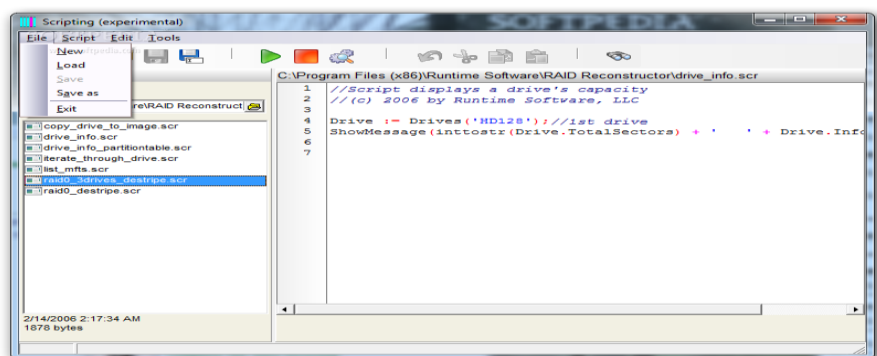 SOFTPEDIA
Scripting (experimental)
File Script Edit Tools
New
Load
Save
Save as
Exit
re\RAID Reconstruct
copy_drive_to_image.scr
drive_info.scr
drive_info_partitiontable.scr
iterate_through_drive.scr
list_mfts.scr
raid0_3drives_destripe.scr
raid0_destripe.scr
2/14/2006 2:17:34 AM
1878 bytes
C:\Program Files (x86)\Runtime Software\RAID Reconstructor\drive_info.scr
1 //Script displays a drive's capacity
2 //(c) 2006 by Runtime Software, LLC
3
4 Drive := Drives('HD128');//1st drive
5 ShowMessage(inttostr(Drive.TotalSectors) + '   ' + Drive.Info
6
7